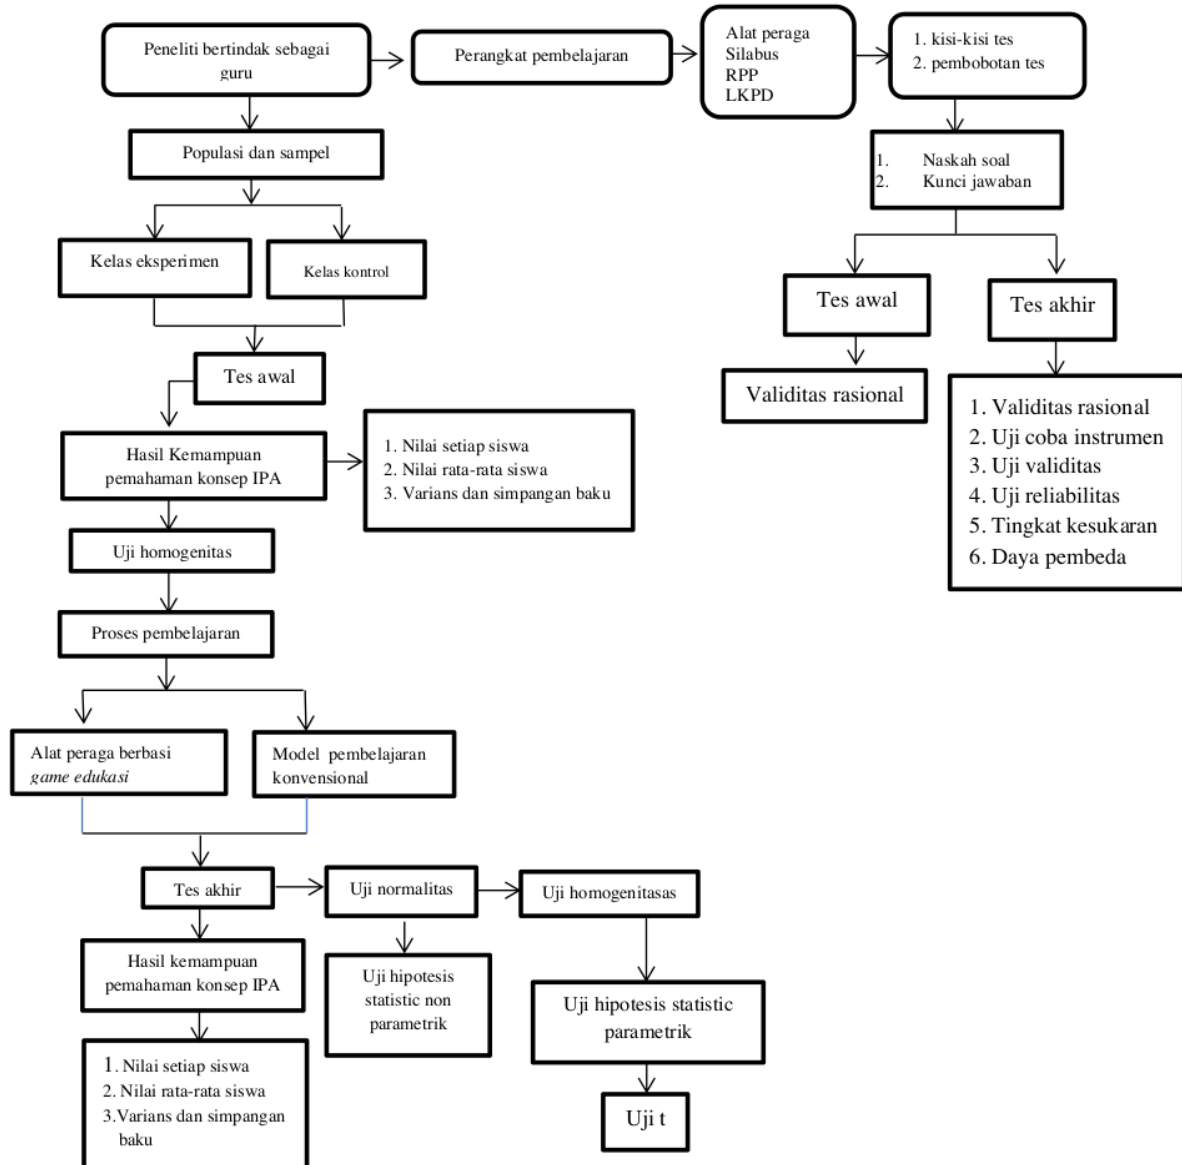 Peneliti bertindak sebagai
guru
Perangkat pembelajaran
Alat peraga
Silabus
RPP
LKPD
1. kisi-kisi tes
2. pembobotan tes
Populasi dan sampel
1. Naskah soal
2. Kunci jawaban
Kelas eksperimen
Kelas kontrol
Tes awal
Tes akhir
Tes awal
Validitas rasional
1. Validitas rasional
2. Uji coba instrumen
3. Uji validitas
4. Uji reliabilitas
5. Tingkat kesukaran
6. Daya pembeda
Hasil Kemampuan
pemahaman konsep IPA
1. Nilai setiap siswa
2. Nilai rata-rata siswa
3. Varians dan simpangan baku
Uji homogenitas
Proses pembelajaran
Alat peraga berbasi
game edukasi
Model pembelajaran
konvensional
Tes akhir
Uji normalitas
Uji homogenitasas
Hasil kemampuan
pemahaman konsep IPA
Uji hipotesis
statistic non
parametrik
Uji hipotesis statistic
parametrik
1. Nilai setiap siswa
2. Nilai rata-rata siswa
3.Varians dan simpangan
baku
Uji t